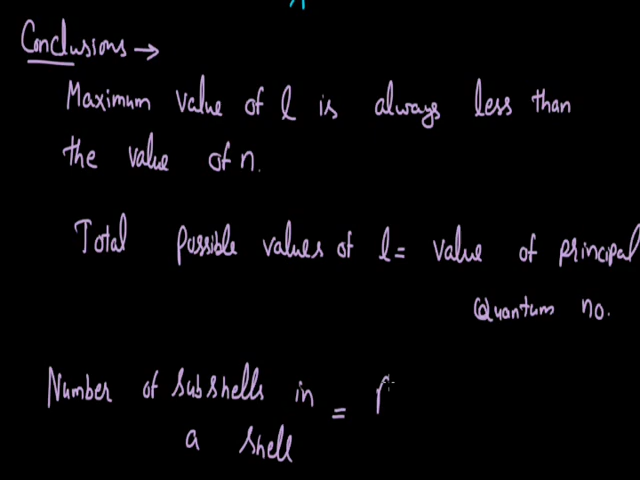 Conclusions →
Maximum value of l is always less than
the value of n.
Total possible values of l = value of principal
Quantum no.
Number of subshells in =
a shell